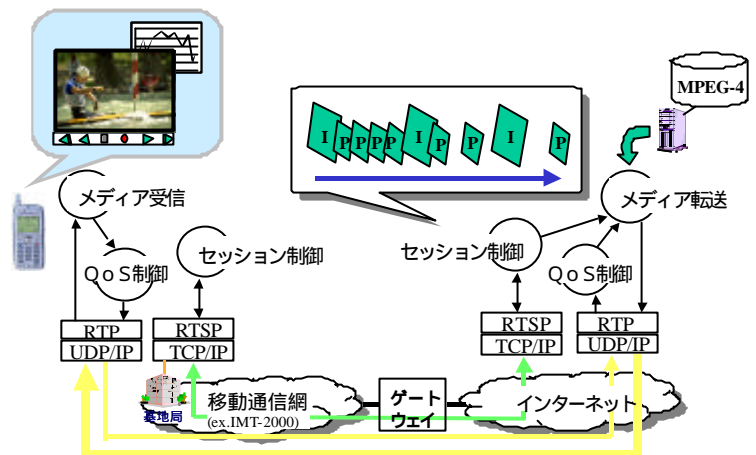 MPEG-4
I P P P P I P P I P
メディア受信
メディア転送
セッション制御
セッション制御
QoS制御
QoS制御
RTP
UDP/IP
RTSP
TCP/IP
RTSP
TCP/IP
RTP
UDP/IP
基地局
移動通信網
(ex.IMT-2000)
ゲート
ウェイ
インターネット